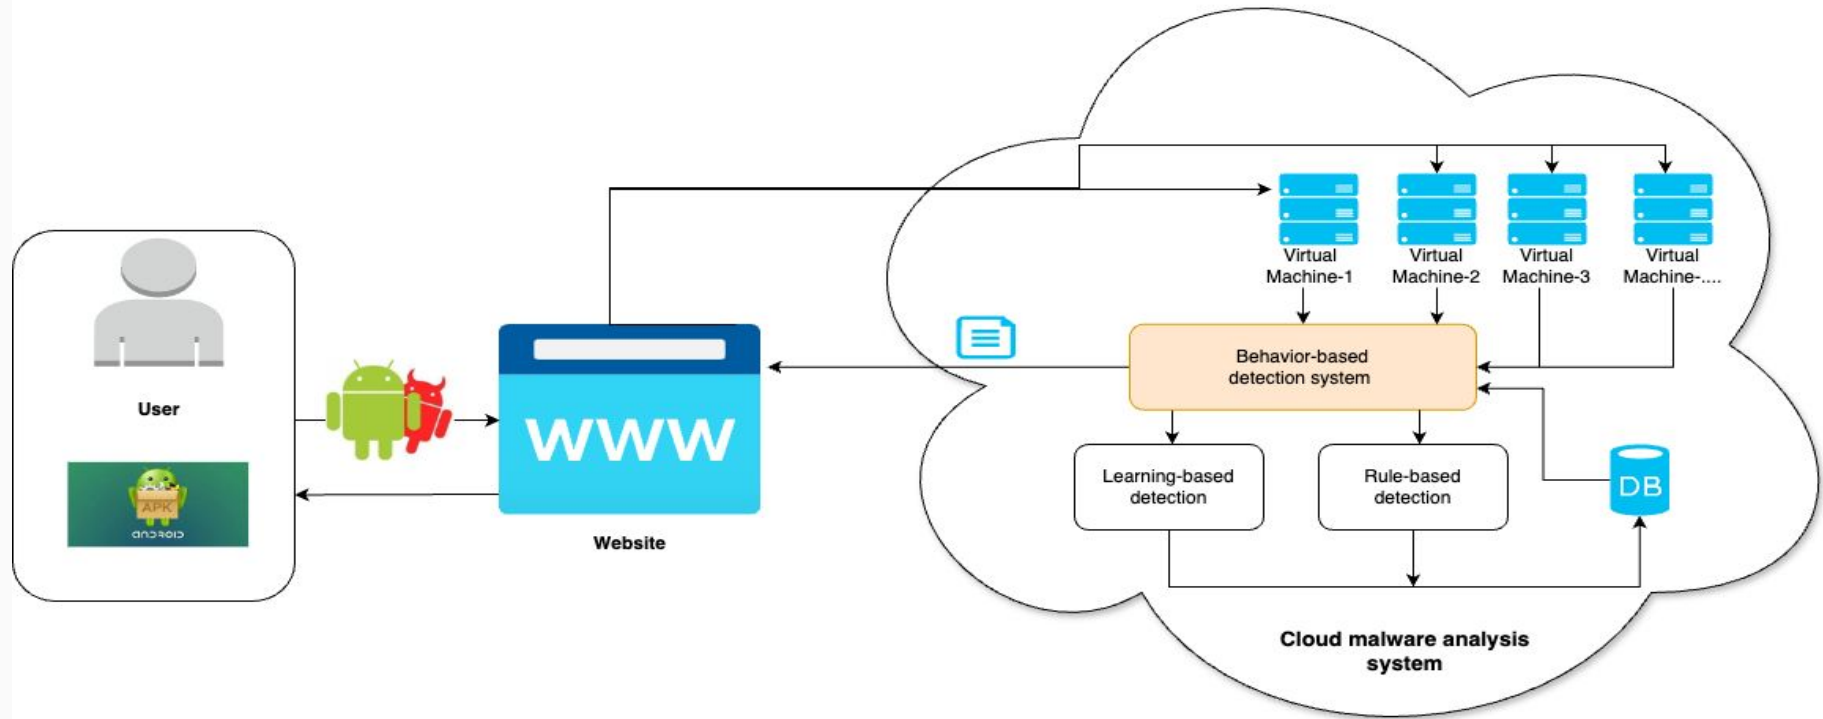 User
APK
ANDROID
WWW
Website
Virtual
Machine-1
Virtual
Machine-2
Virtual
Machine-3
Virtual
Machine-....
Behavior-based
detection system
Learning-based
detection
Rule-based
detection
DB
Cloud malware analysis
system